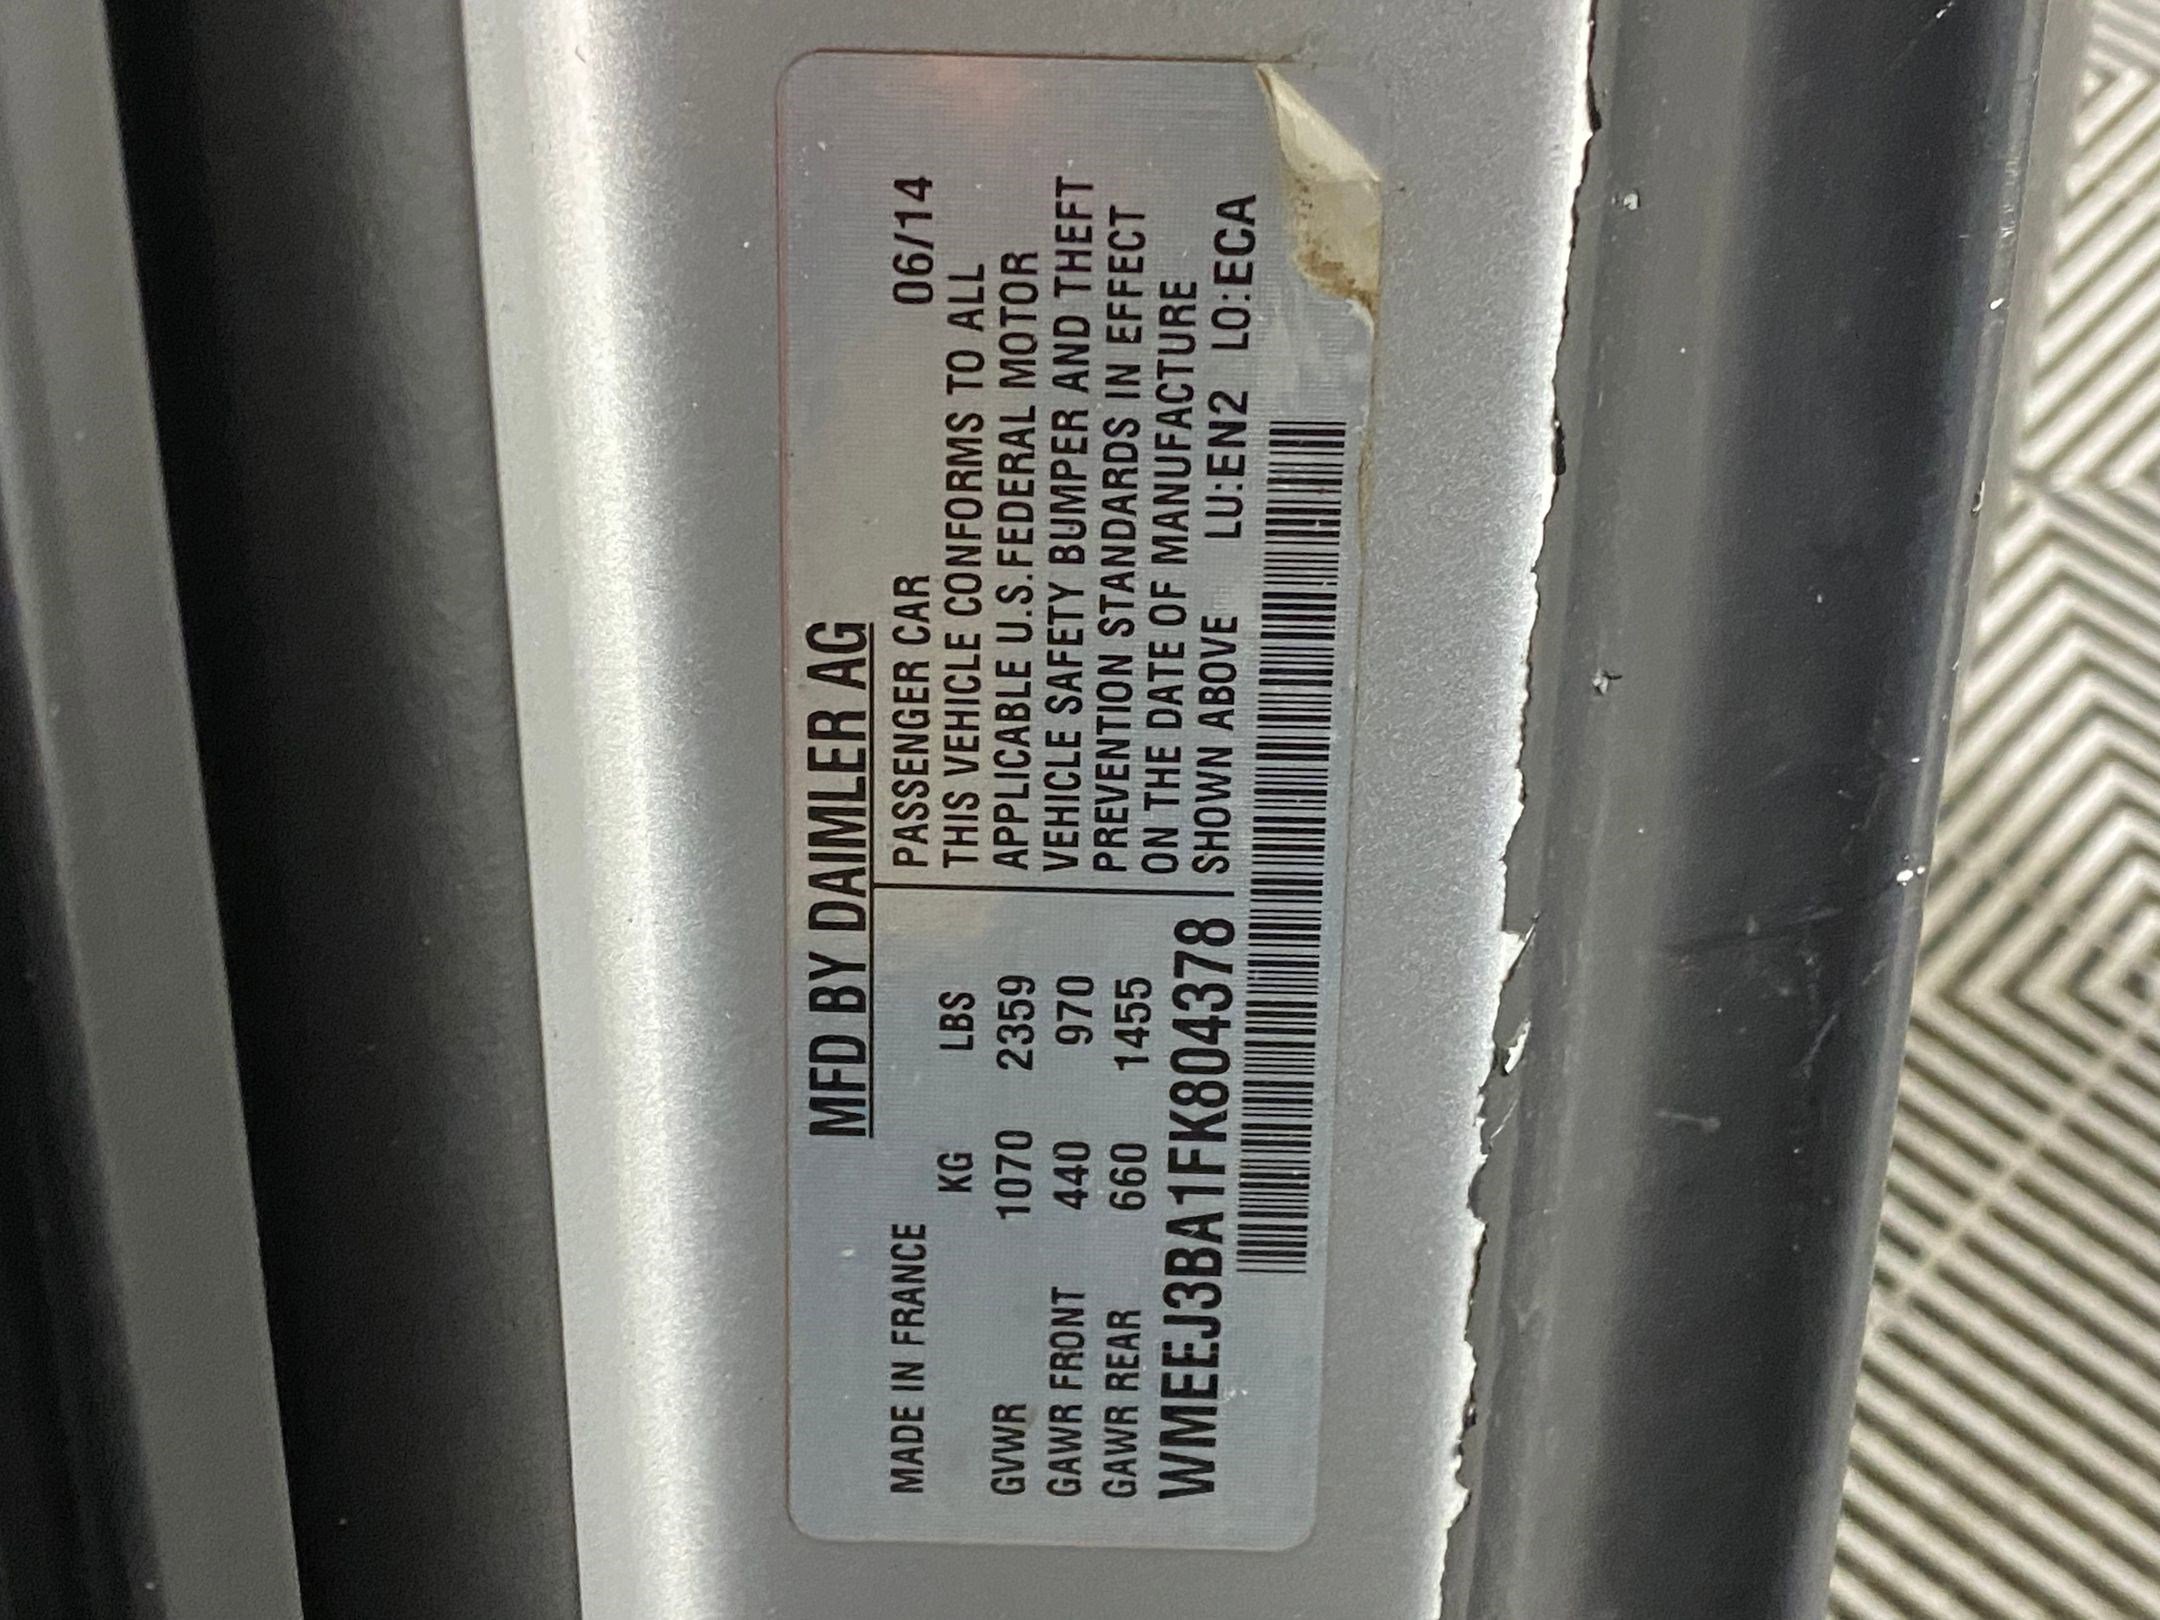 MFD BY DAIMLER AG
MADE IN FRANCE
KG LBS
GVWR 1070 2359
GAWR FRONT 440 970
GAWR REAR 660 1455
WMEEJ3BA1FK804378
PASSENGER CAR 06/14
THIS VEHICLE CONFORMS TO ALL
APPLICABLE U.S.FEDERAL MOTOR
VEHICLE SAFETY BUMPER AND THEFT
PREVENTION STANDARDS IN EFFECT
ON THE DATE OF MANUFACTURE
SHOWN ABOVE LU:EN2 LO:ECA